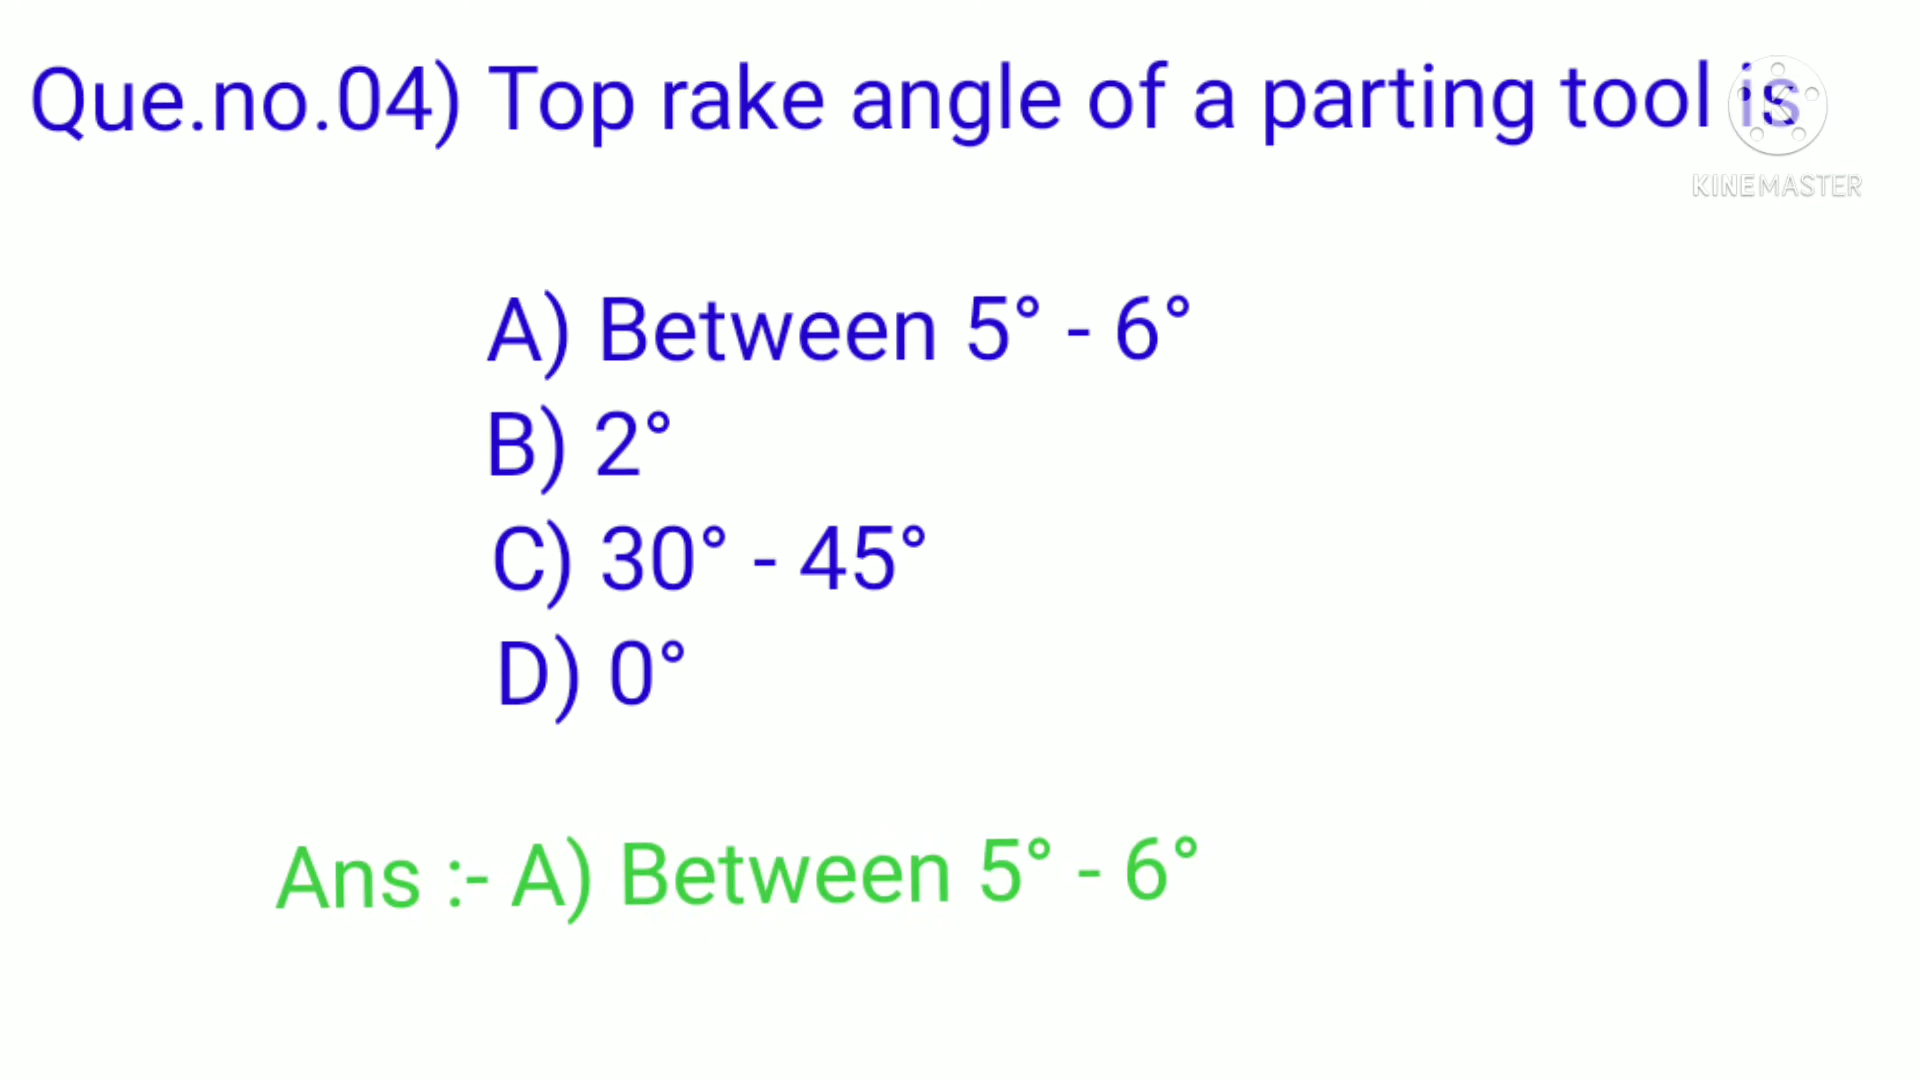 Que.no.04) Top rake angle of a parting tool is
KINEMASTER
A) Between 5° - 6°
B) 2°
C) 30° - 45°
D) 0°
Ans :- A) Between 5° - 6°